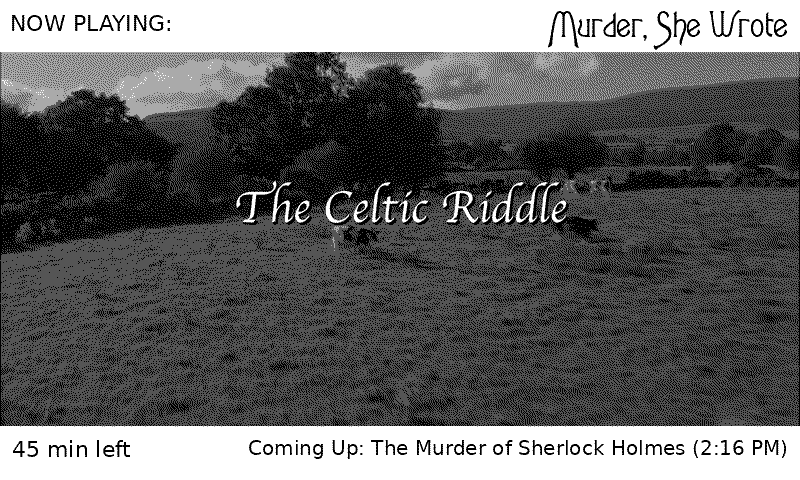 NOW PLAYING:
Murder, She Wrote
The Celtic Riddle
45 min left
Coming Up: The Murder of Sherlock Holmes (2:16 PM)